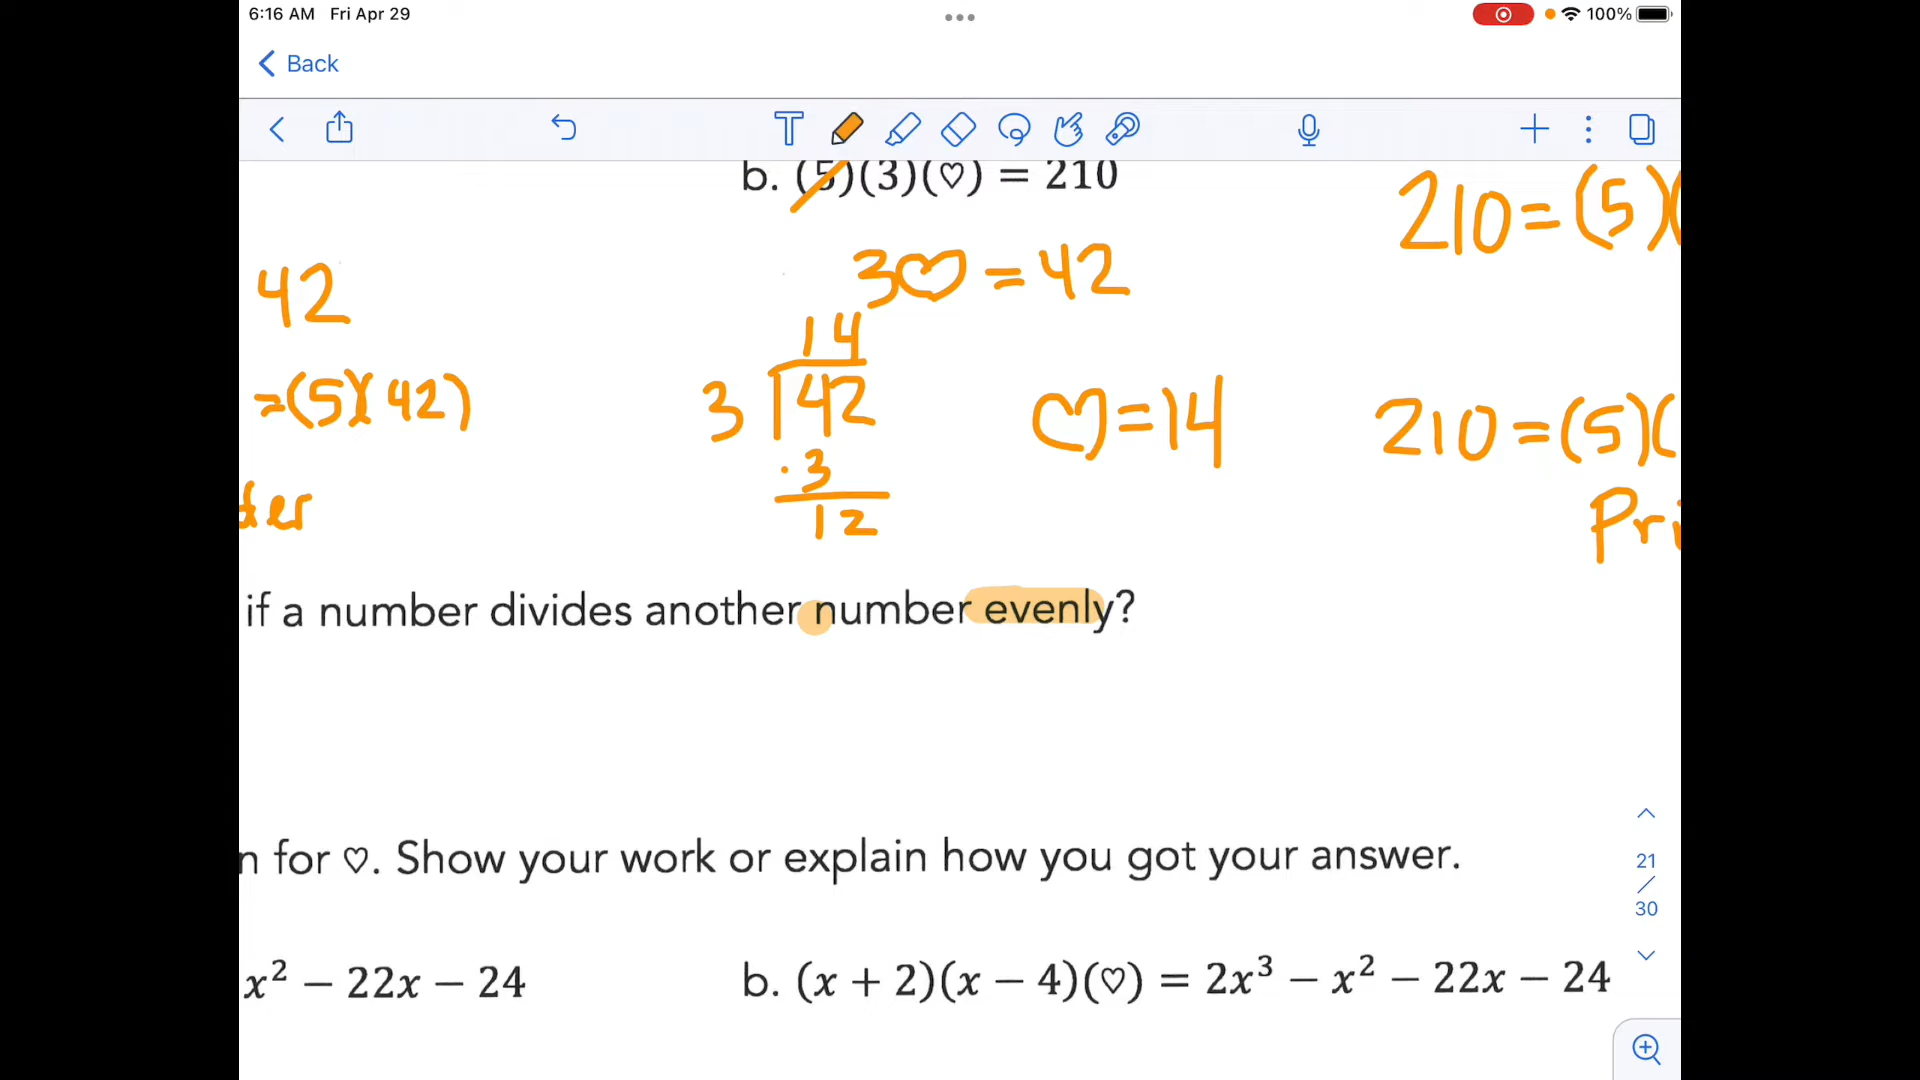 6:16 AM Fri Apr 29
100%
Back
b. (5)(3)(♡) = 210
210=(5)(
42
3♡=42
14
3 42
=(5)(42)
3
12
♡=14
210=(5)(
Pri
if a number divides another number evenly?
n for ♡. Show your work or explain how you got your answer.
21
/
30
x² − 22x − 24
b. (x + 2)(x − 4)(♡) = 2x³ − x² − 22x − 24